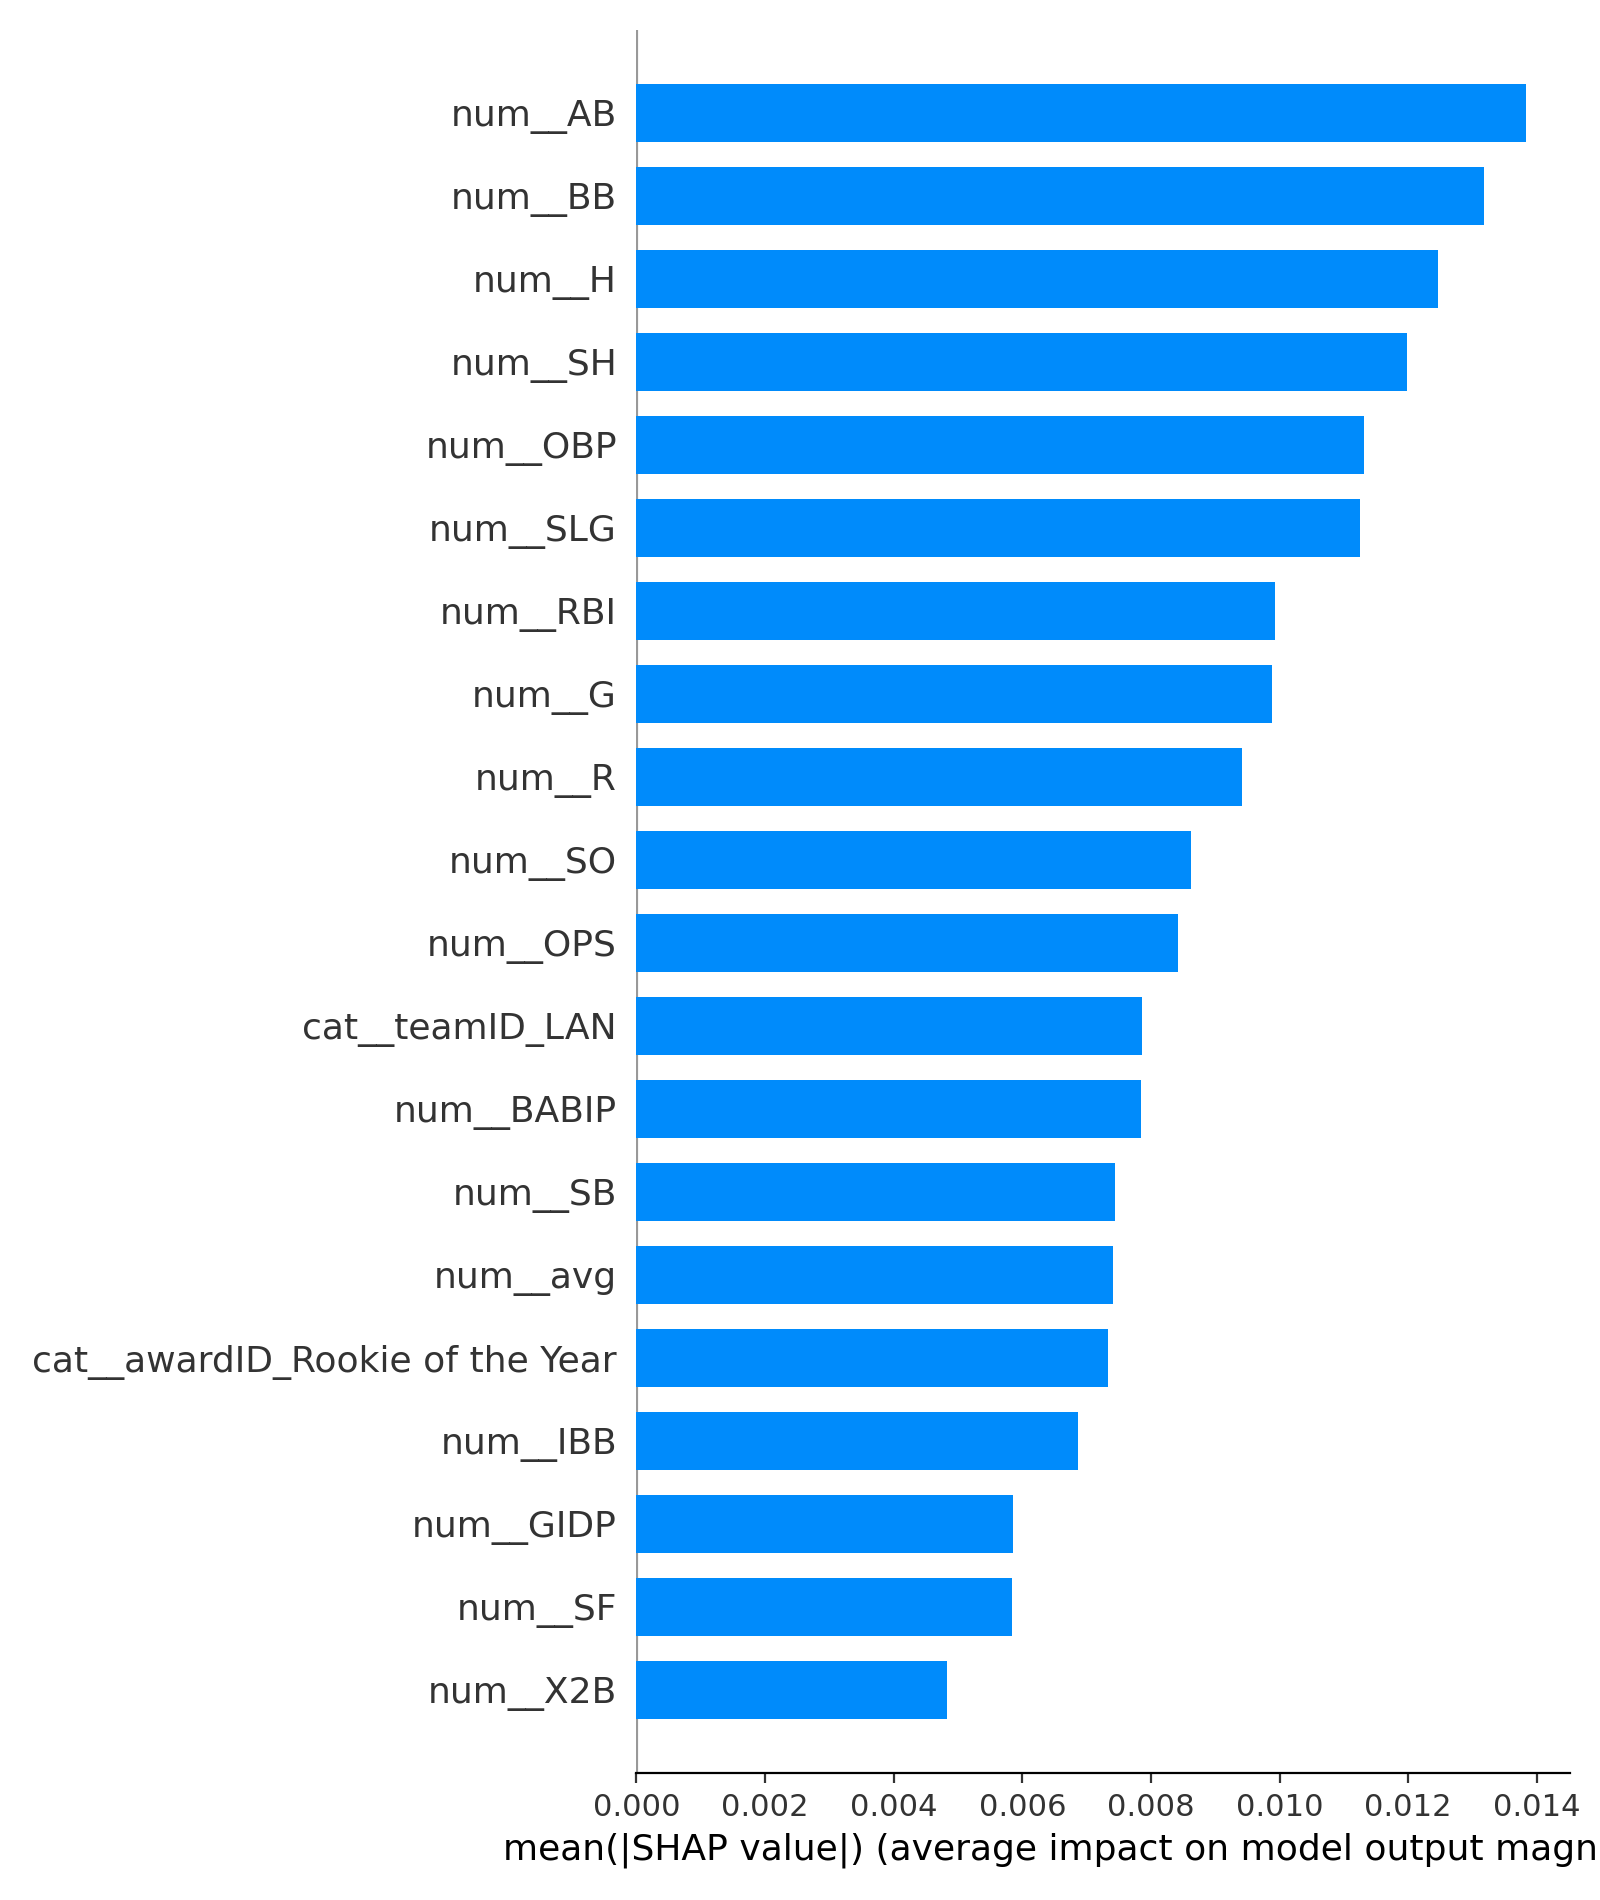 num__AB
num__BB
num__H
num__SH
num__OBP
num__SLG
num__RBI
num__G
num__R
num__SO
num__OPS
cat__teamID_LAN
num__BABIP
num__SB
num__avg
cat__awardID_Rookie of the Year
num__IBB
num__GIDP
num__SF
num__X2B
0.000 0.002 0.004 0.006 0.008 0.010 0.012 0.014
mean(|SHAP value|) (average impact on model output magn